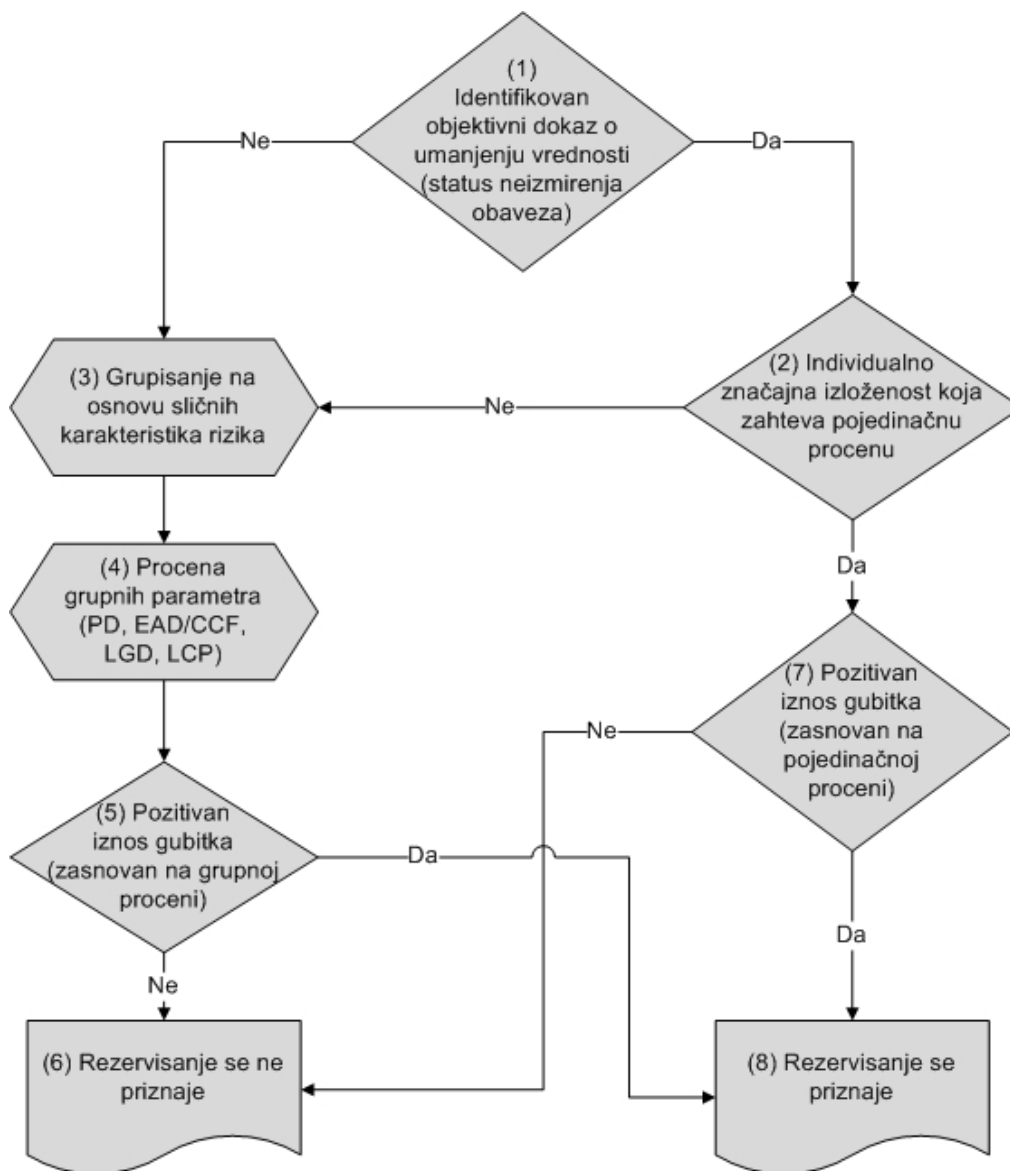 (1)
Identifikovan
objektivni dokaz o
umanjenju vrednosti
(status neizmirenja
obaveza)
Ne
Da
(2) Individualno
značajna izloženost koja
zahteva pojedinačnu
procenu
(3) Grupisanje na
osnovu sličnih
karakteristika rizika
Ne
Da
(4) Procena
grupnih parametra
(PD, EAD/CCF,
LGD, LCP)
(7) Pozitivan
iznos gubitka
(zasnovan na
pojedinačnoj
proceni)
Ne
(5) Pozitivan
iznos gubitka
(zasnovan na grupnoj
proceni)
Da
Da
Ne
(6) Rezervisanje se ne
priznaje
(8) Rezervisanje se
priznaje